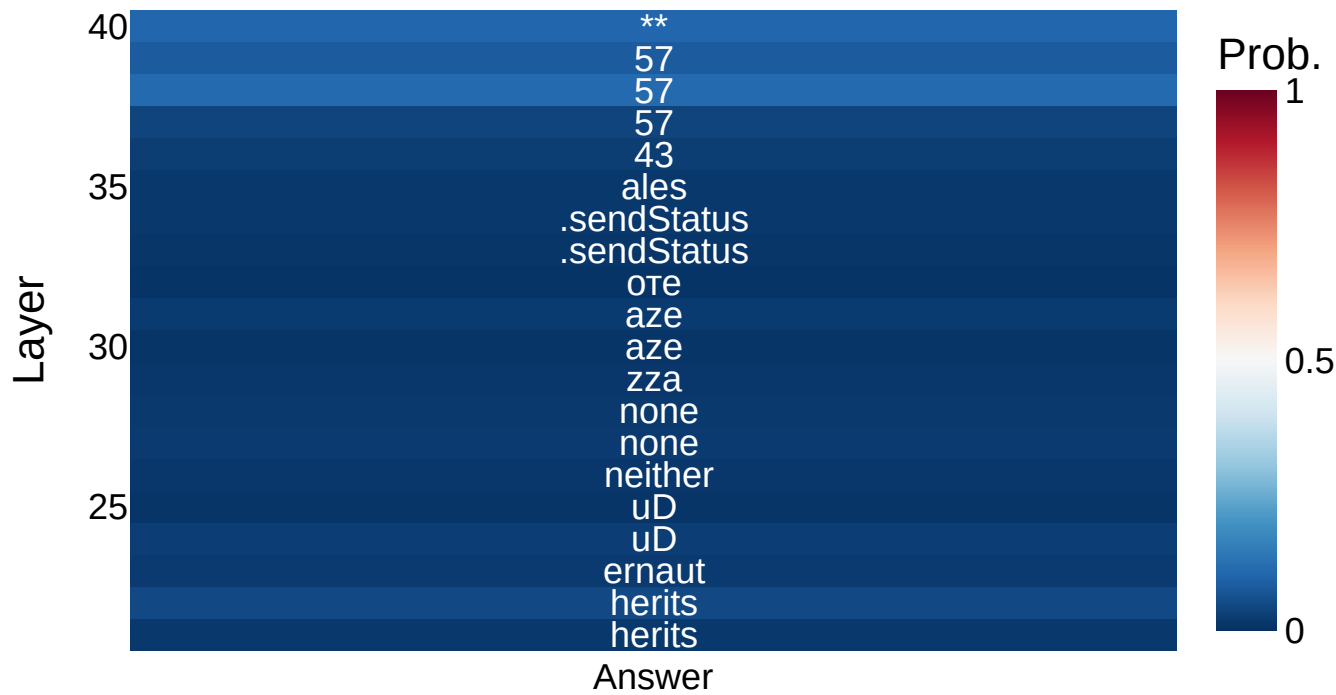 40
**
57
57
57
43
35
ales
.sendStatus
.sendStatus
оте
aze
30
aze
zza
none
none
neither
25
uD
uD
ernaut
herits
herits
Layer
Answer
Prob.
1
0.5
0